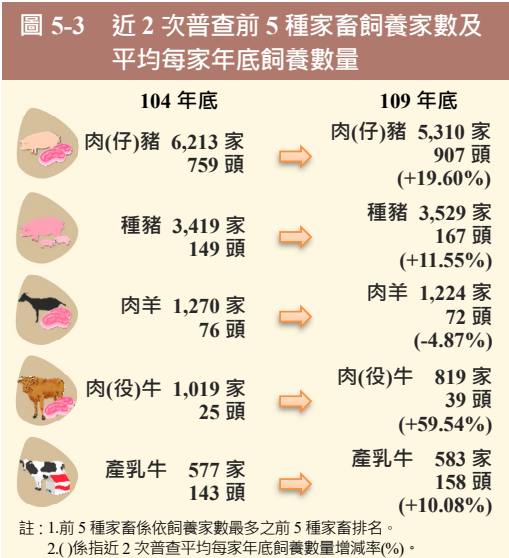 圖 5-3 近 2 次普查前 5 種家畜飼養家數及
平均每家年底飼養數量
104 年底
109 年底
肉(仔)豬 6,213 家
759 頭
肉(仔)豬 5,310 家
907 頭
(+19.60%)
種豬 3,419 家
149 頭
種豬 3,529 家
167 頭
(+11.55%)
肉羊 1,270 家
76 頭
肉羊 1,224 家
72 頭
(-4.87%)
肉(役)牛 1,019 家
25 頭
肉(役)牛 819 家
39 頭
(+59.54%)
產乳牛 577 家
143 頭
產乳牛 583 家
158 頭
(+10.08%)
註：1.前 5 種家畜係依飼養家數最多之前 5 種家畜排名。
2.( )係指近 2 次普查平均每家年底飼養數量增減率(%)。